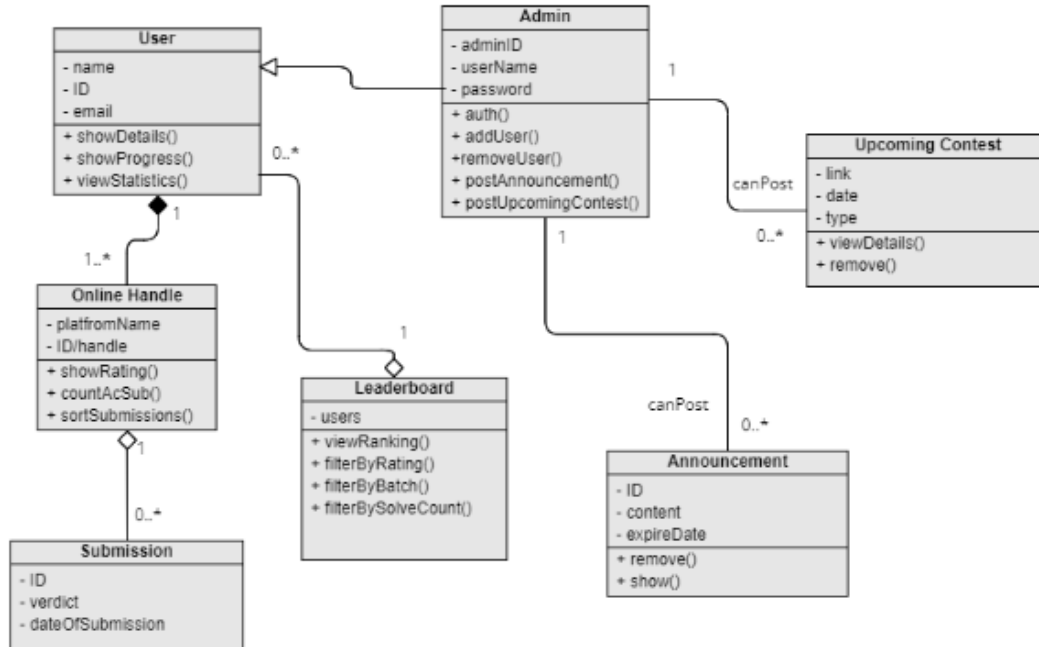 User
- name
- ID
- email
+ showDetails()
+ showProgress()
+ viewStatistics()
Admin
- adminID
- userName
- password
+ auth()
+ addUser()
+removeUser()
+ postAnnouncement()
+ postUpcomingContest()
1
Upcoming Contest
- link
- date
- type
+ viewDetails()
+ remove()
canPost
0..*
0..*
1
1..*
Online Handle
- platfromName
- ID/handle
+ showRating()
+ countAcSub()
+ sortSubmissions()
1
0..*
Submission
- ID
- verdict
- dateOfSubmission
1
Leaderboard
- users
+ viewRanking()
+ filterByRating()
+ filterByBatch()
+ filterBySolveCount()
1
canPost
0..*
Announcement
- ID
- content
- expireDate
+ remove()
+ show()